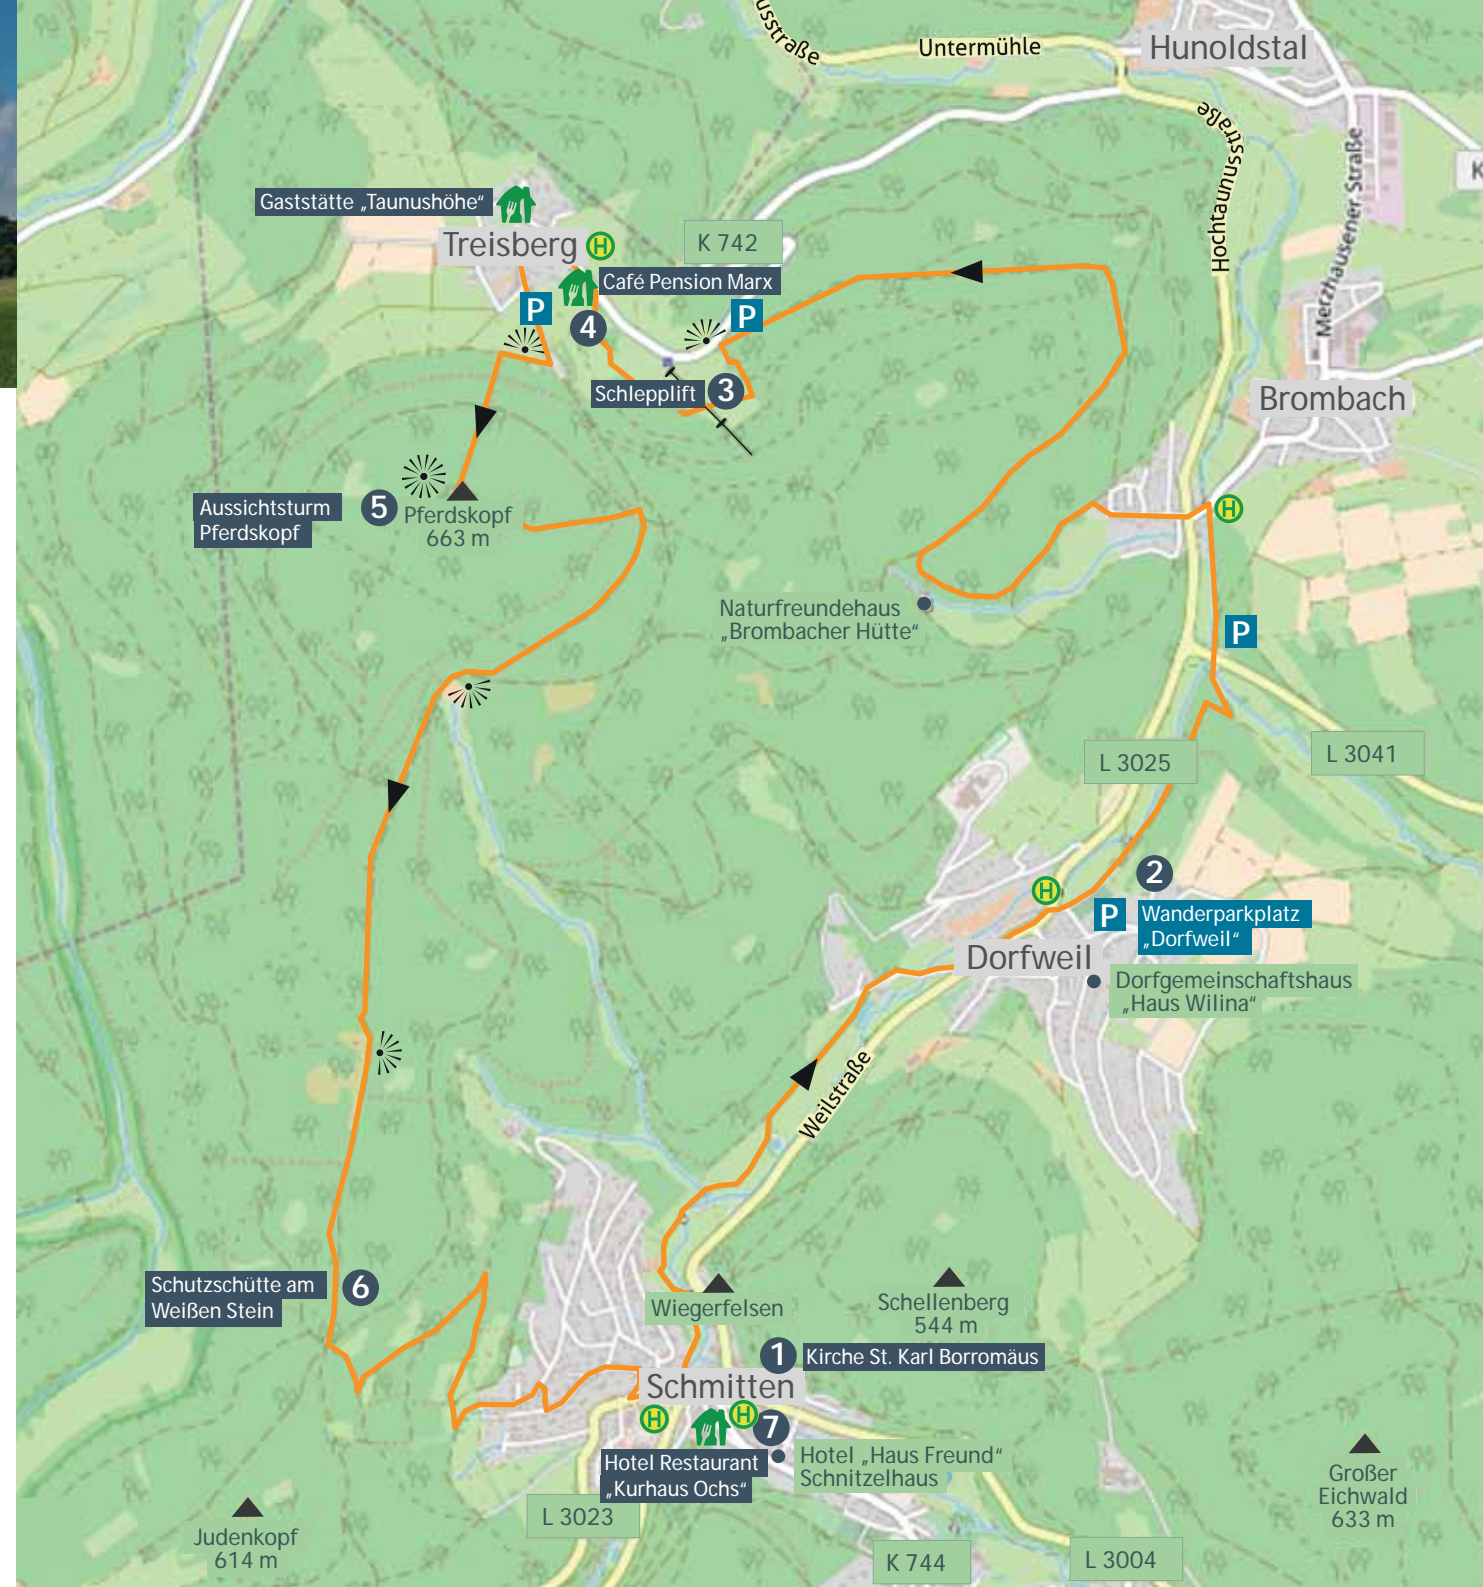 usstraße
Untermühle
Hunoldstal
Hochtaunusstraße
Merzhausener Straße
K
Gaststätte „Taunushöhe“
Treisberg
H
K 742
Café Pension Marx
P
4
P
Schlepplift
3
Brombach
Aussichtsturm
Pferdskopf
5
Pferdskopf
663 m
H
Naturfreundehaus
„Brombacher Hütte“
P
L 3025
L 3041
2
H
P
Wanderparkplatz
„Dorfweil“
Dorfweil
Dorfgemeinschaftshaus
„Haus Wilina“
Weilstraße
Schutzschütte am
Weißen Stein
6
Wiegerfelsen
Schellenberg
544 m
1
Kirche St. Karl Borromäus
Schmitten
H
H
7
Hotel Restaurant
„Kurhaus Ochs“
Hotel „Haus Freund“
Schnitzelhaus
Großer
Eichwald
633 m
L 3023
Judenkopf
614 m
K 744
L 3004